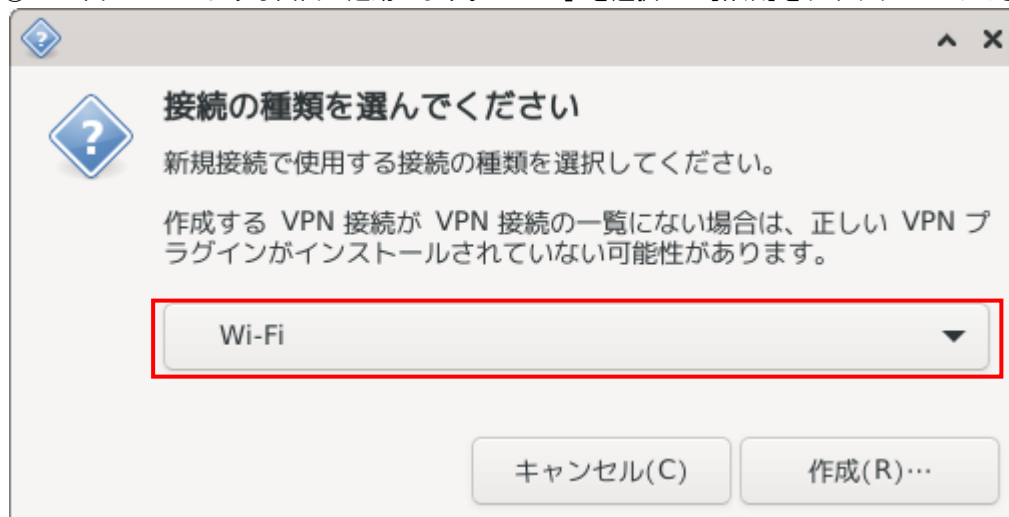 接続の種類を選んでください
新規接続で使用する接続の種類を選択してください。
作成する VPN 接続が VPN 接続の一覧にない場合は、正しい VPN プ
ラグインがインストールされていない可能性があります。
Wi-Fi
キャンセル(C)
作成(R)…